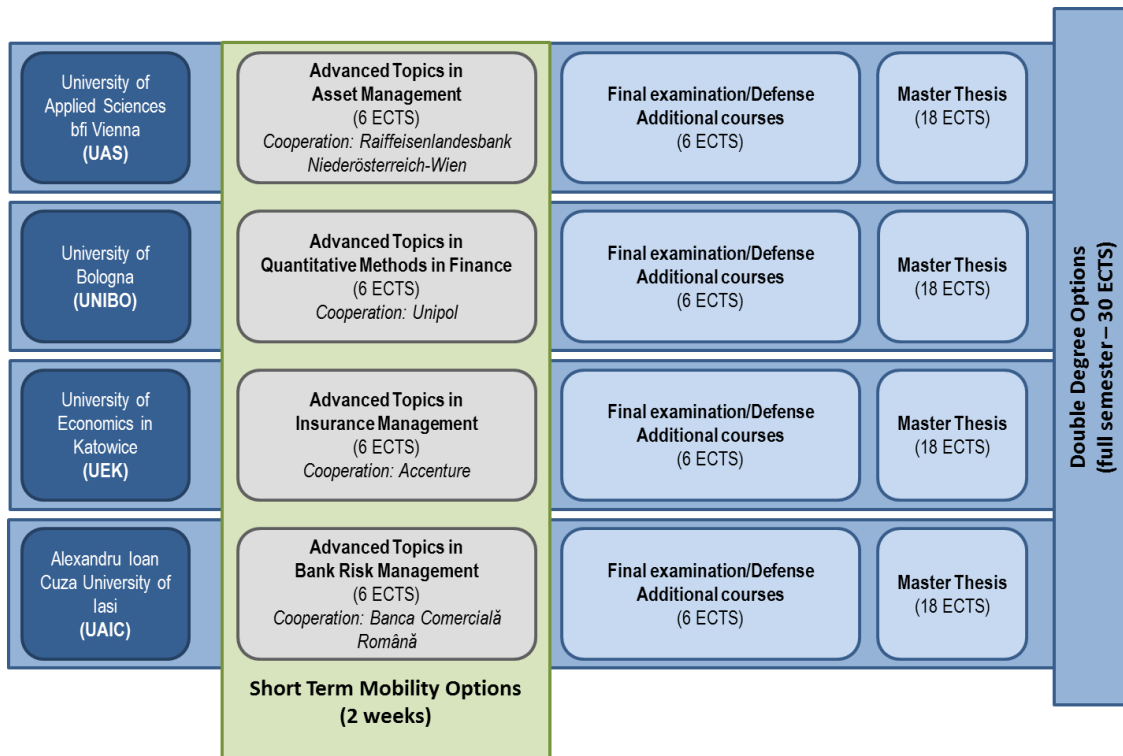 University of
Applied Sciences
bfi Vienna
(UAS)
Advanced Topics in
Asset Management
(6 ECTS)
Cooperation: Raiffeisenlandesbank
Niederösterreich-Wien
Final examination/Defense
Additional courses
(6 ECTS)
Master Thesis
(18 ECTS)
University of
Bologna
(UNIBO)
Advanced Topics in
Quantitative Methods in Finance
(6 ECTS)
Cooperation: Unipol
Final examination/Defense
Additional courses
(6 ECTS)
Master Thesis
(18 ECTS)
University of
Economics in
Katowice
(UEK)
Advanced Topics in
Insurance Management
(6 ECTS)
Cooperation: Accenture
Final examination/Defense
Additional courses
(6 ECTS)
Master Thesis
(18 ECTS)
Alexandru Ioan
Cuza University of
Iasi
(UAIC)
Advanced Topics in
Bank Risk Management
(6 ECTS)
Cooperation: Banca Comercială
Română
Final examination/Defense
Additional courses
(6 ECTS)
Master Thesis
(18 ECTS)
Short Term Mobility Options
(2 weeks)
Double Degree Options
(full semester – 30 ECTS)